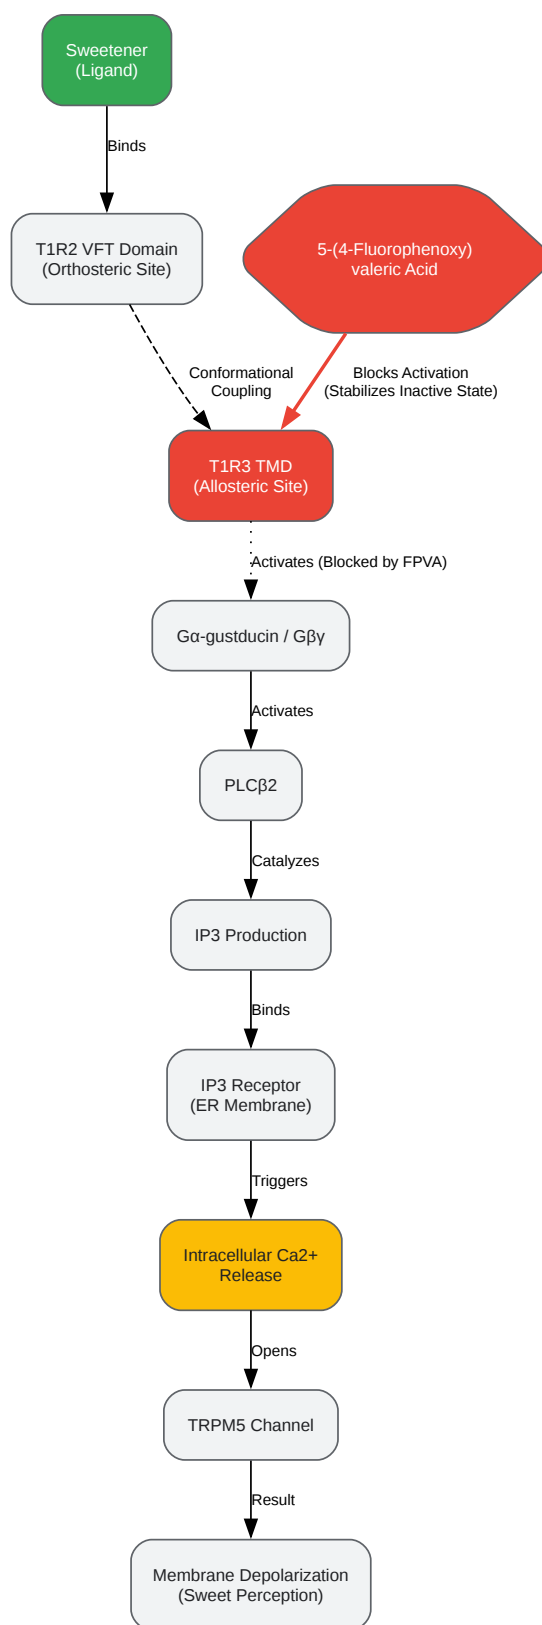 Sweetener
(Ligand)
Binds
T1R2 VFT Domain
(Orthosteric Site)
5-(4-Fluorophenoxy)
valeric Acid
Conformational
Coupling
Blocks Activation
(Stabilizes Inactive State)
T1R3 TMD
(Allosteric Site)
Activates (Blocked by FPVA)
Gα-gustducin / Gβγ
Activates
PLCβ2
Catalyzes
IP3 Production
Binds
IP3 Receptor
(ER Membrane)
Triggers
Intracellular Ca2+
Release
Opens
TRPM5 Channel
Result
Membrane Depolarization
(Sweet Perception)